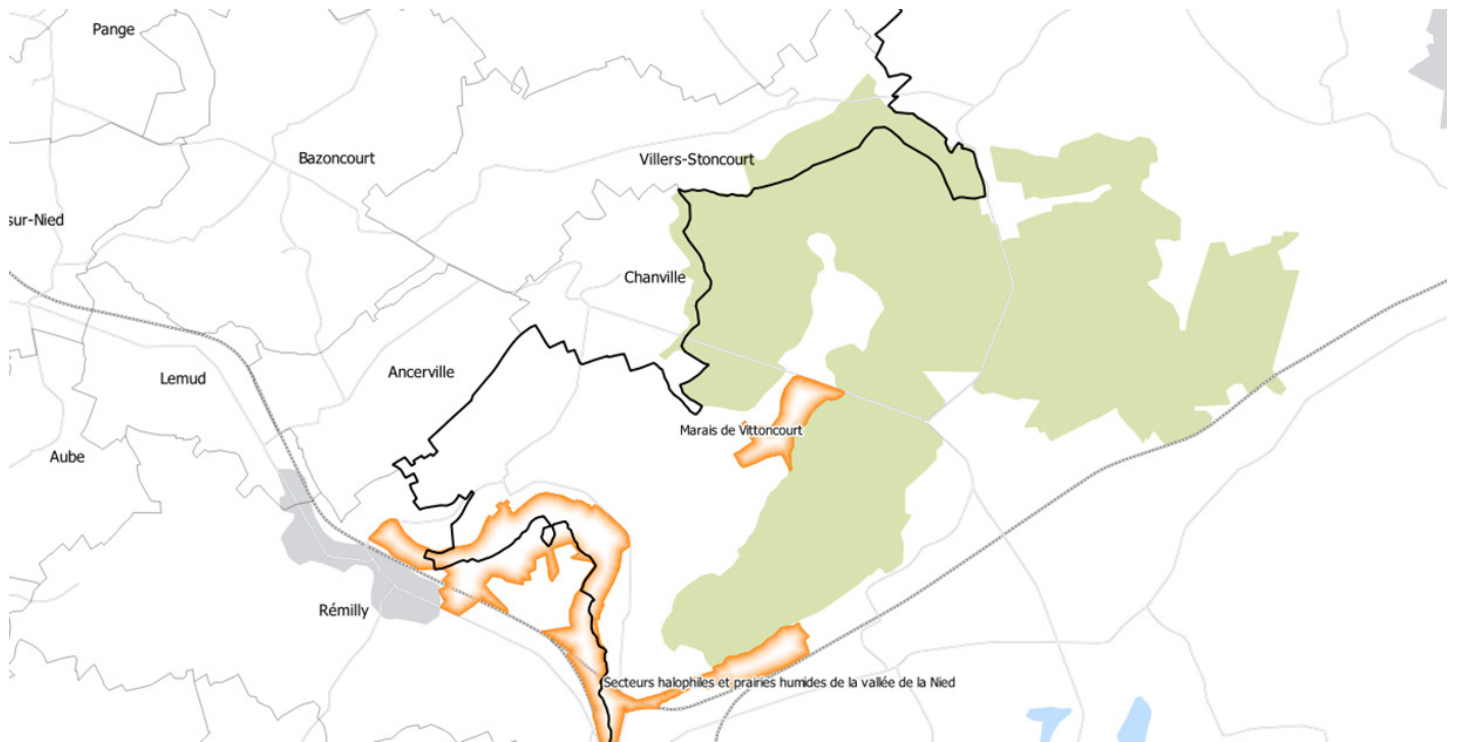 Pange
Bazoncourt
Villers-Stoncourt
sur-Nied
Chanville
Ancerville
Lemud
Marais de Vittoncourt
Aube
Rémilly
Secteurs halophiles et prairies humides de la vallée de la Nied